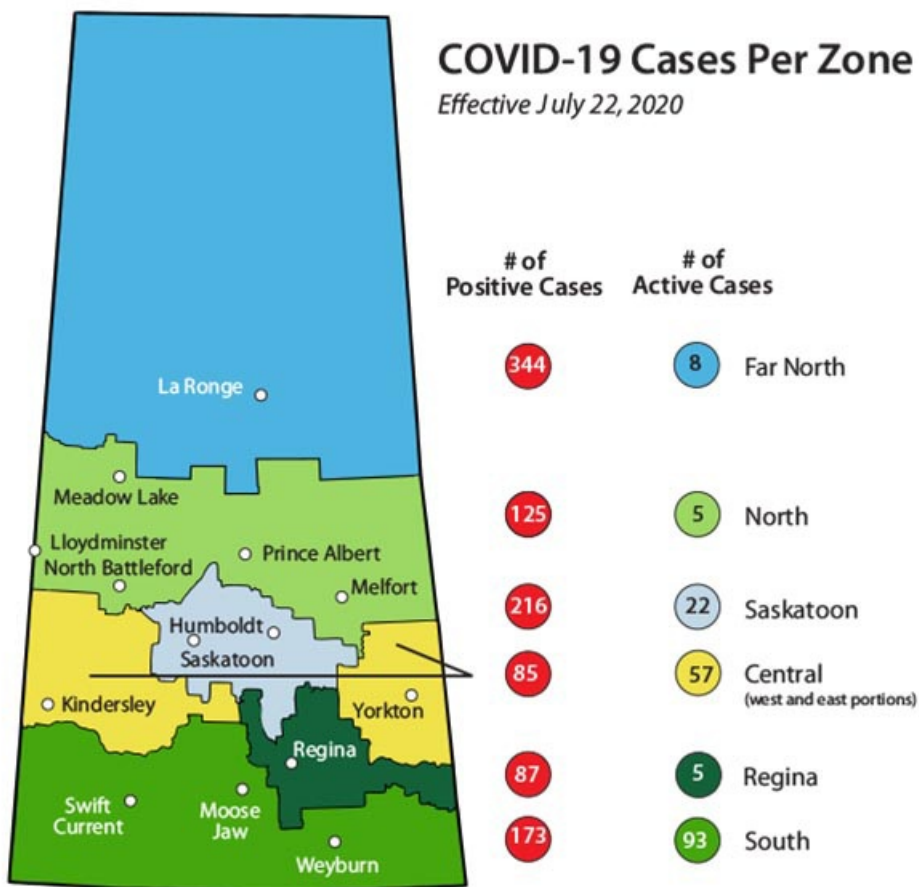 COVID-19 Cases Per Zone
Effective July 22, 2020
# of
Positive Cases
# of
Active Cases
344
8
Far North
125
5
North
216
22
Saskatoon
85
57
Central
(west and east portions)
87
5
Regina
173
93
South
La Ronge
Meadow Lake
Lloydminster
North Battleford
Prince Albert
Melfort
Humboldt
Saskatoon
Kindersley
Yorkton
Regina
Swift
Current
Moose
Jaw
Weyburn